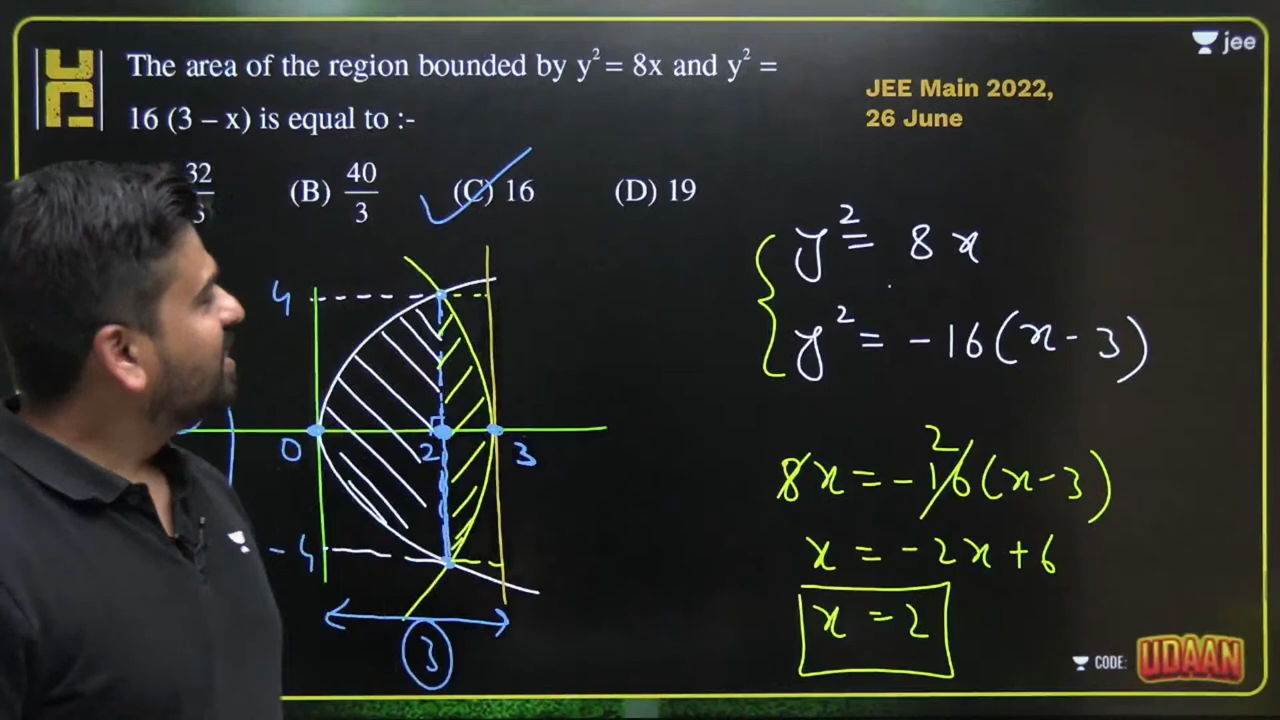 The area of the region bounded by y² = 8x and y² =
16 (3 – x) is equal to :-
JEE Main 2022,
26 June
jee
32
(B) 40/3
(C) 16
(D) 19
y² = 8x
y² = -16(x-3)
8x = -16(x-3)
2
x = -2x+6
x = 2
4
0
2
3
-4
3
CODE:
UDAAN